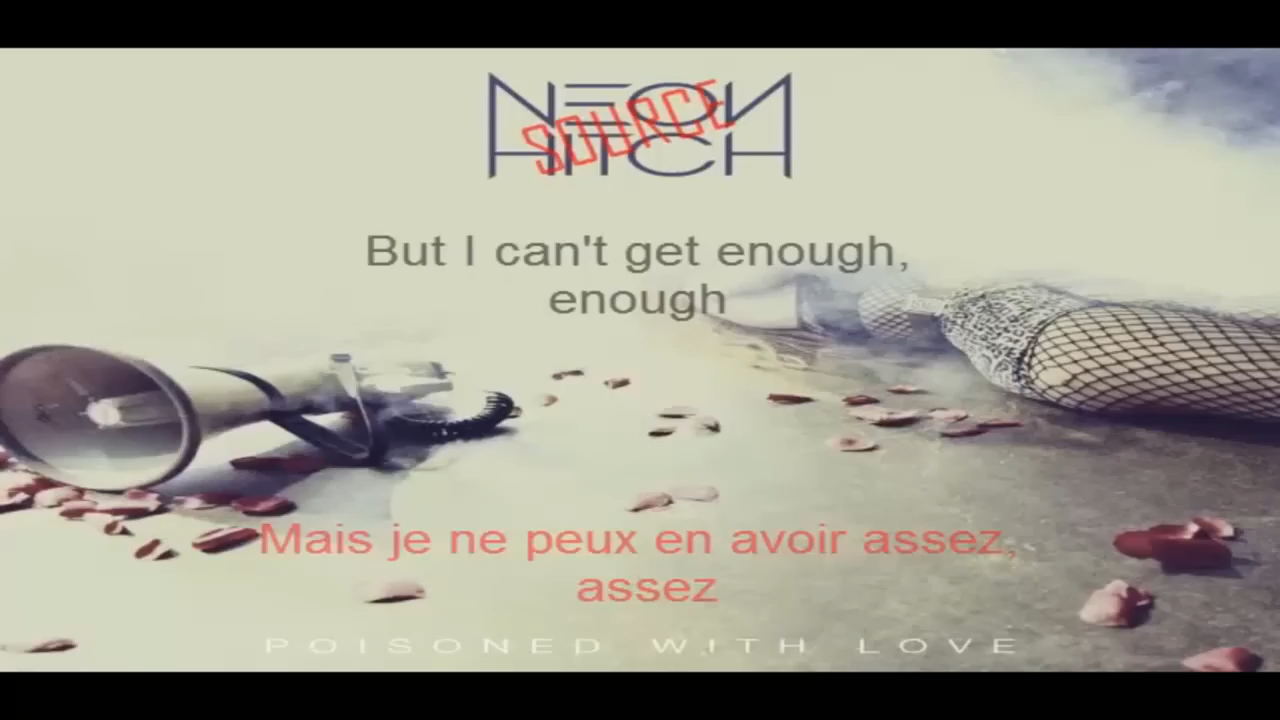 NEON
HITCH
SOURCE
But I can't get enough,
enough
Mais je ne peux en avoir assez,
assez
POISONED WITH LOVE